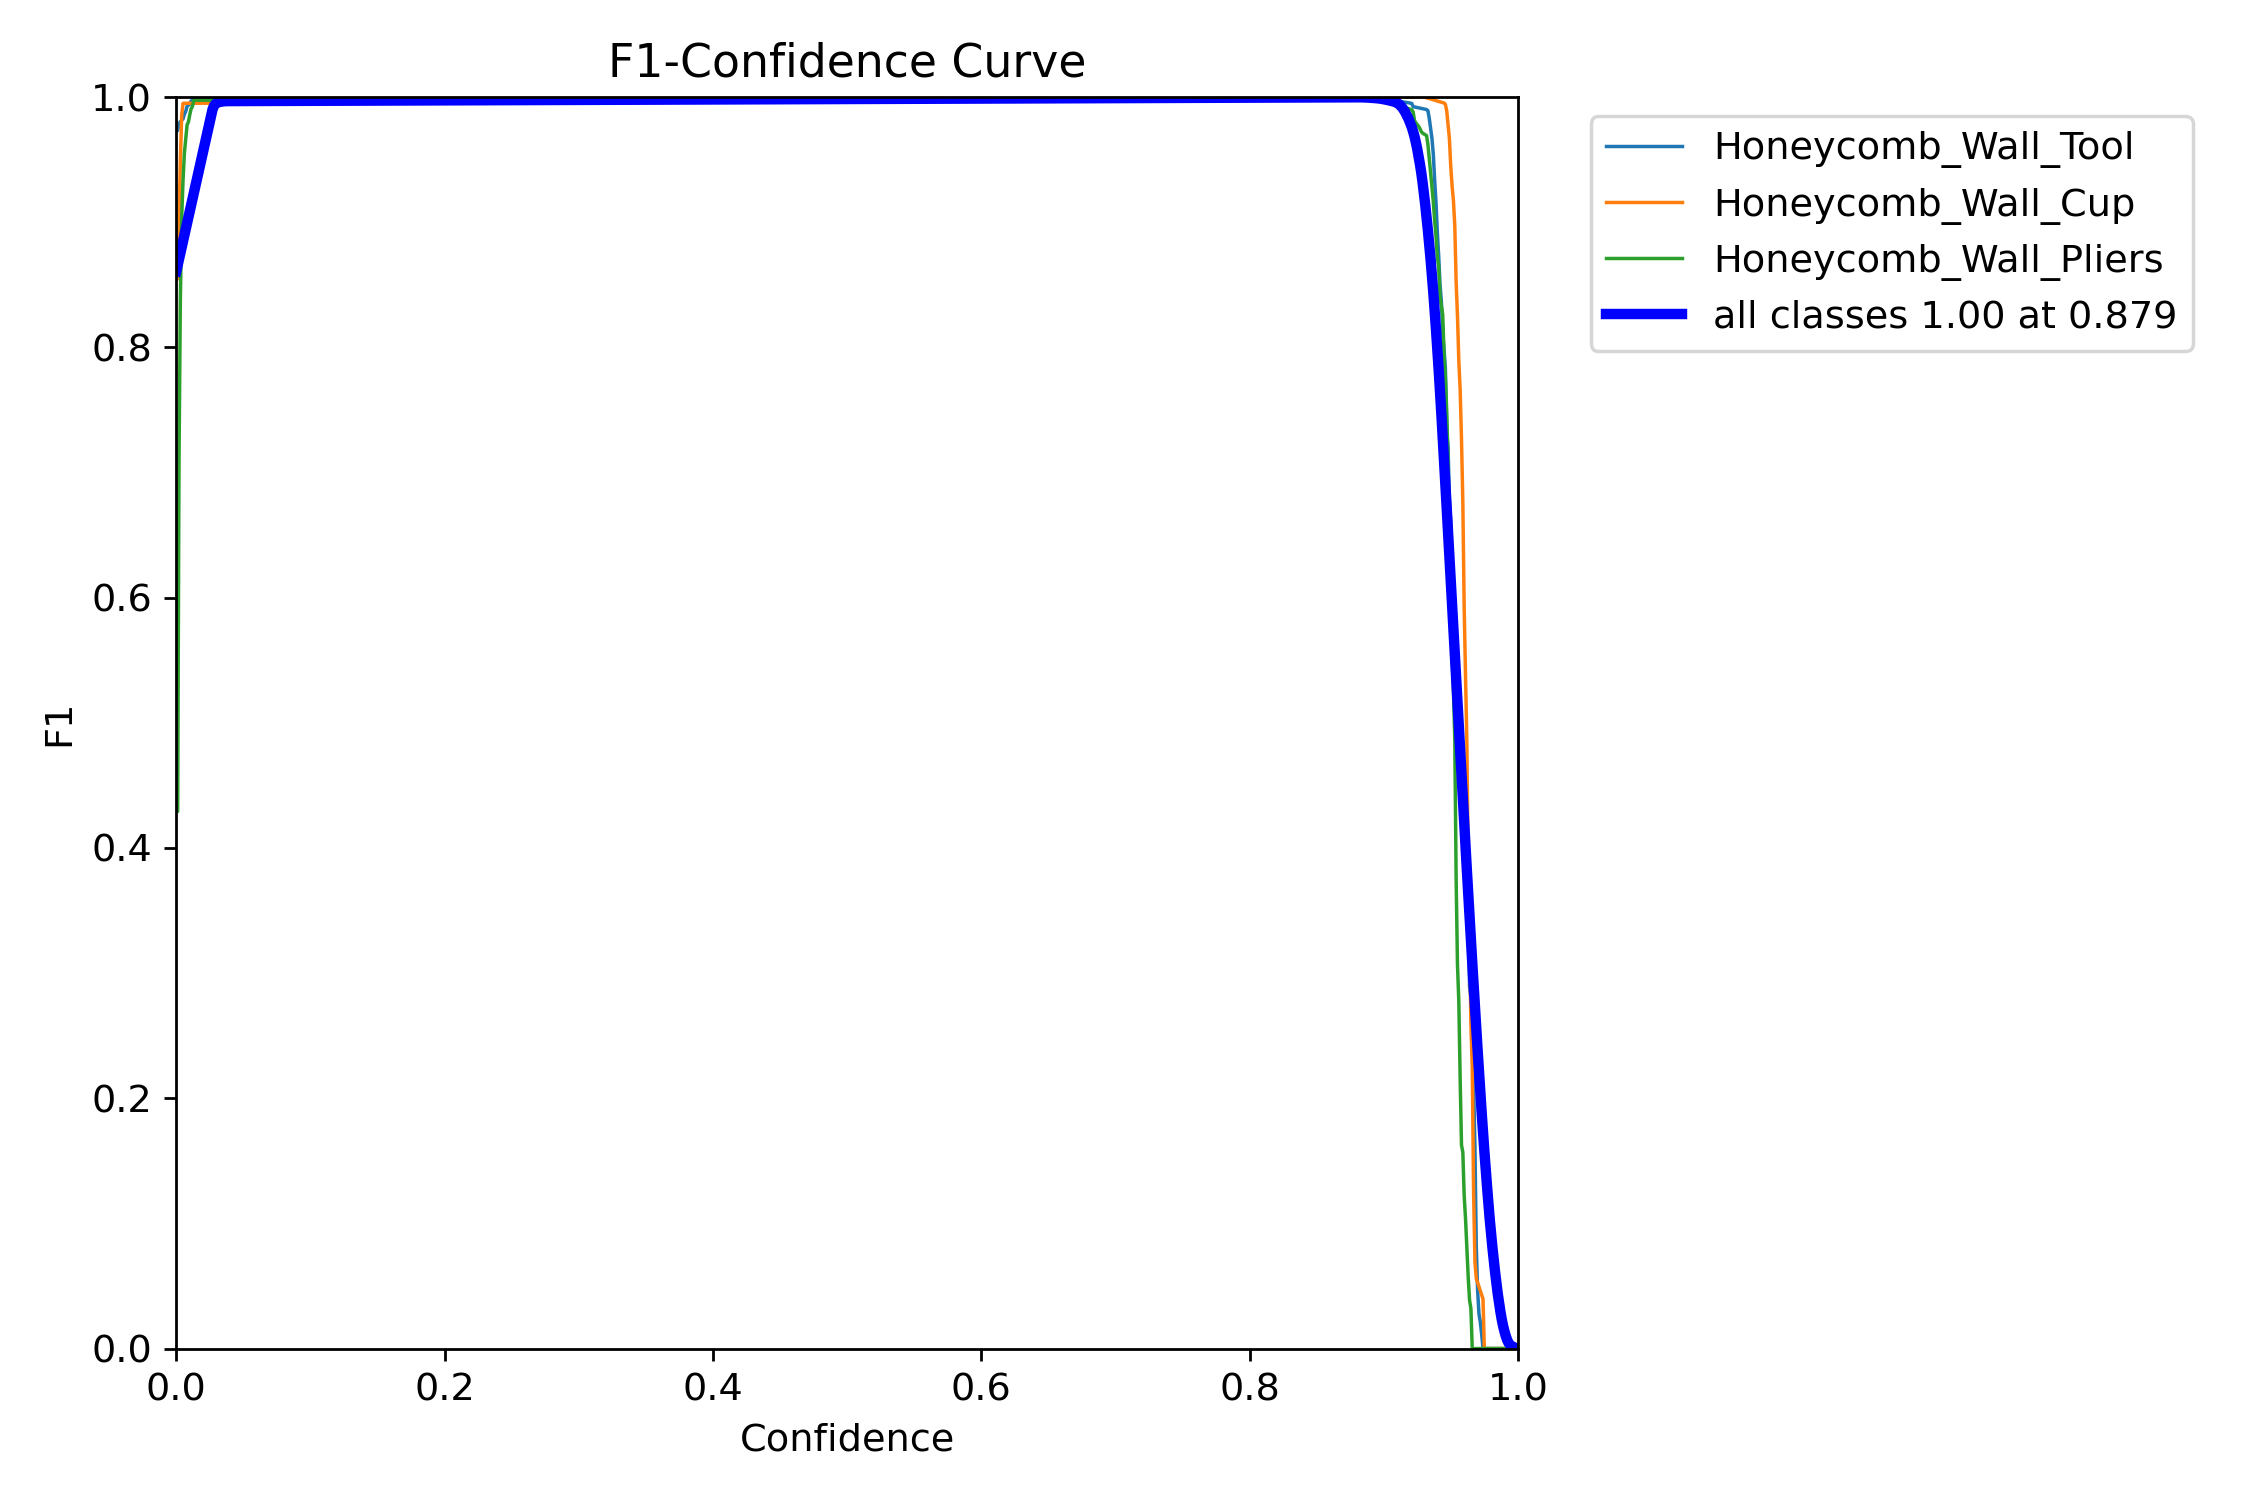 F1-Confidence Curve
1.0
0.8
0.6
0.4
0.2
0.0
F1
0.0 0.2 0.4 0.6 0.8 1.0
Confidence
Honeycomb_Wall_Tool
Honeycomb_Wall_Cup
Honeycomb_Wall_Pliers
all classes 1.00 at 0.879